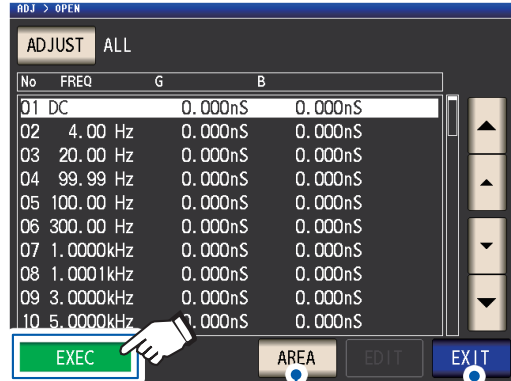 ADJ > OPEN
ADJUST ALL
No FREQ G B
01 DC 0.000nS 0.000nS
02 4.00 Hz 0.000nS 0.000nS
03 20.00 Hz 0.000nS 0.000nS
04 99.99 Hz 0.000nS 0.000nS
05 100.00 Hz 0.000nS 0.000nS
06 300.00 Hz 0.000nS 0.000nS
07 1.0000kHz 0.000nS 0.000nS
08 1.0001kHz 0.000nS 0.000nS
09 3.0000kHz 0.000nS 0.000nS
10 5.0000kHz 0.000nS 0.000nS
EXEC AREA EDIT EXIT